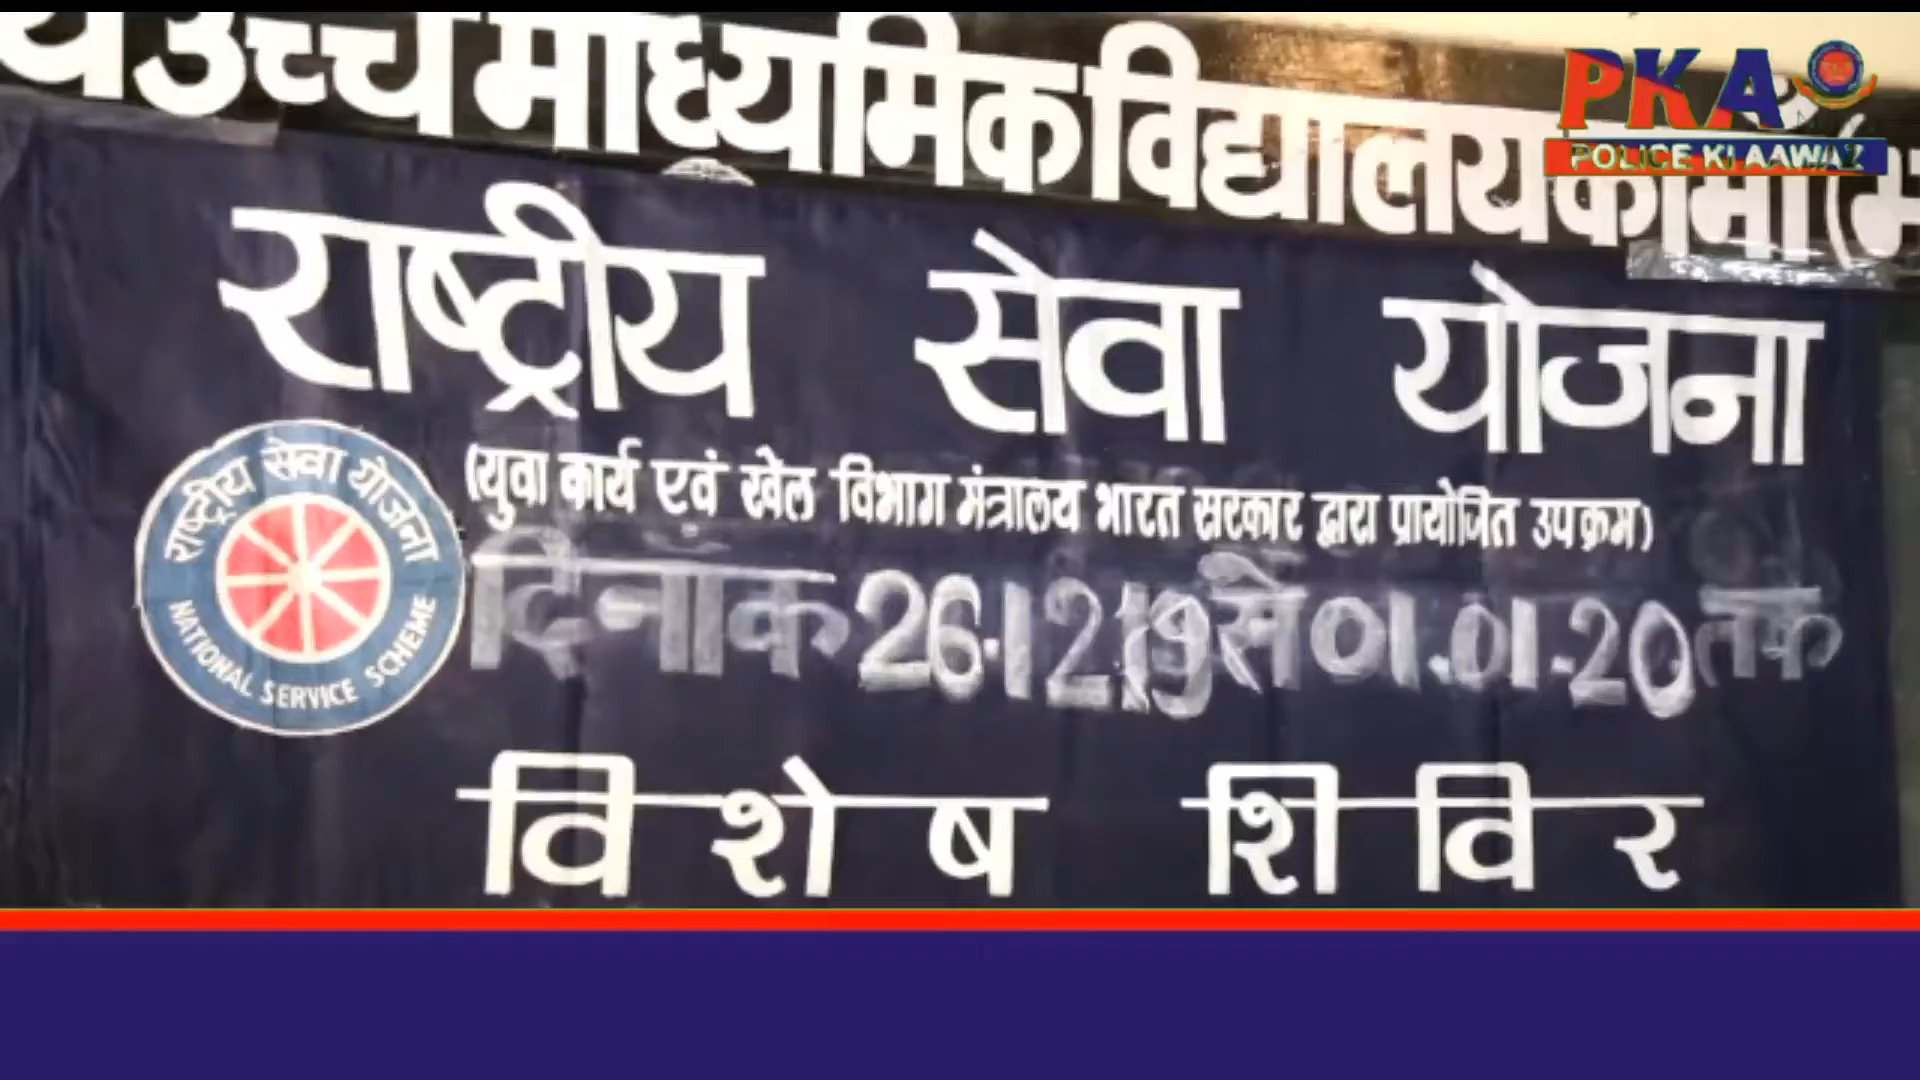 उच्च माध्यमिक विद्यालय कामां
PKA
POLICE KI AAWAZ
राष्ट्रीय सेवा योजना
(युवा कार्य एवं खेल विभाग मंत्रालय भारत सरकार द्वारा प्रायोजित उपक्रम)
राष्ट्रीय सेवा योजना
NATIONAL SERVICE SCHEME
दिनांक 26.12.19 से 01.01.20 तक
विशेष शिविर